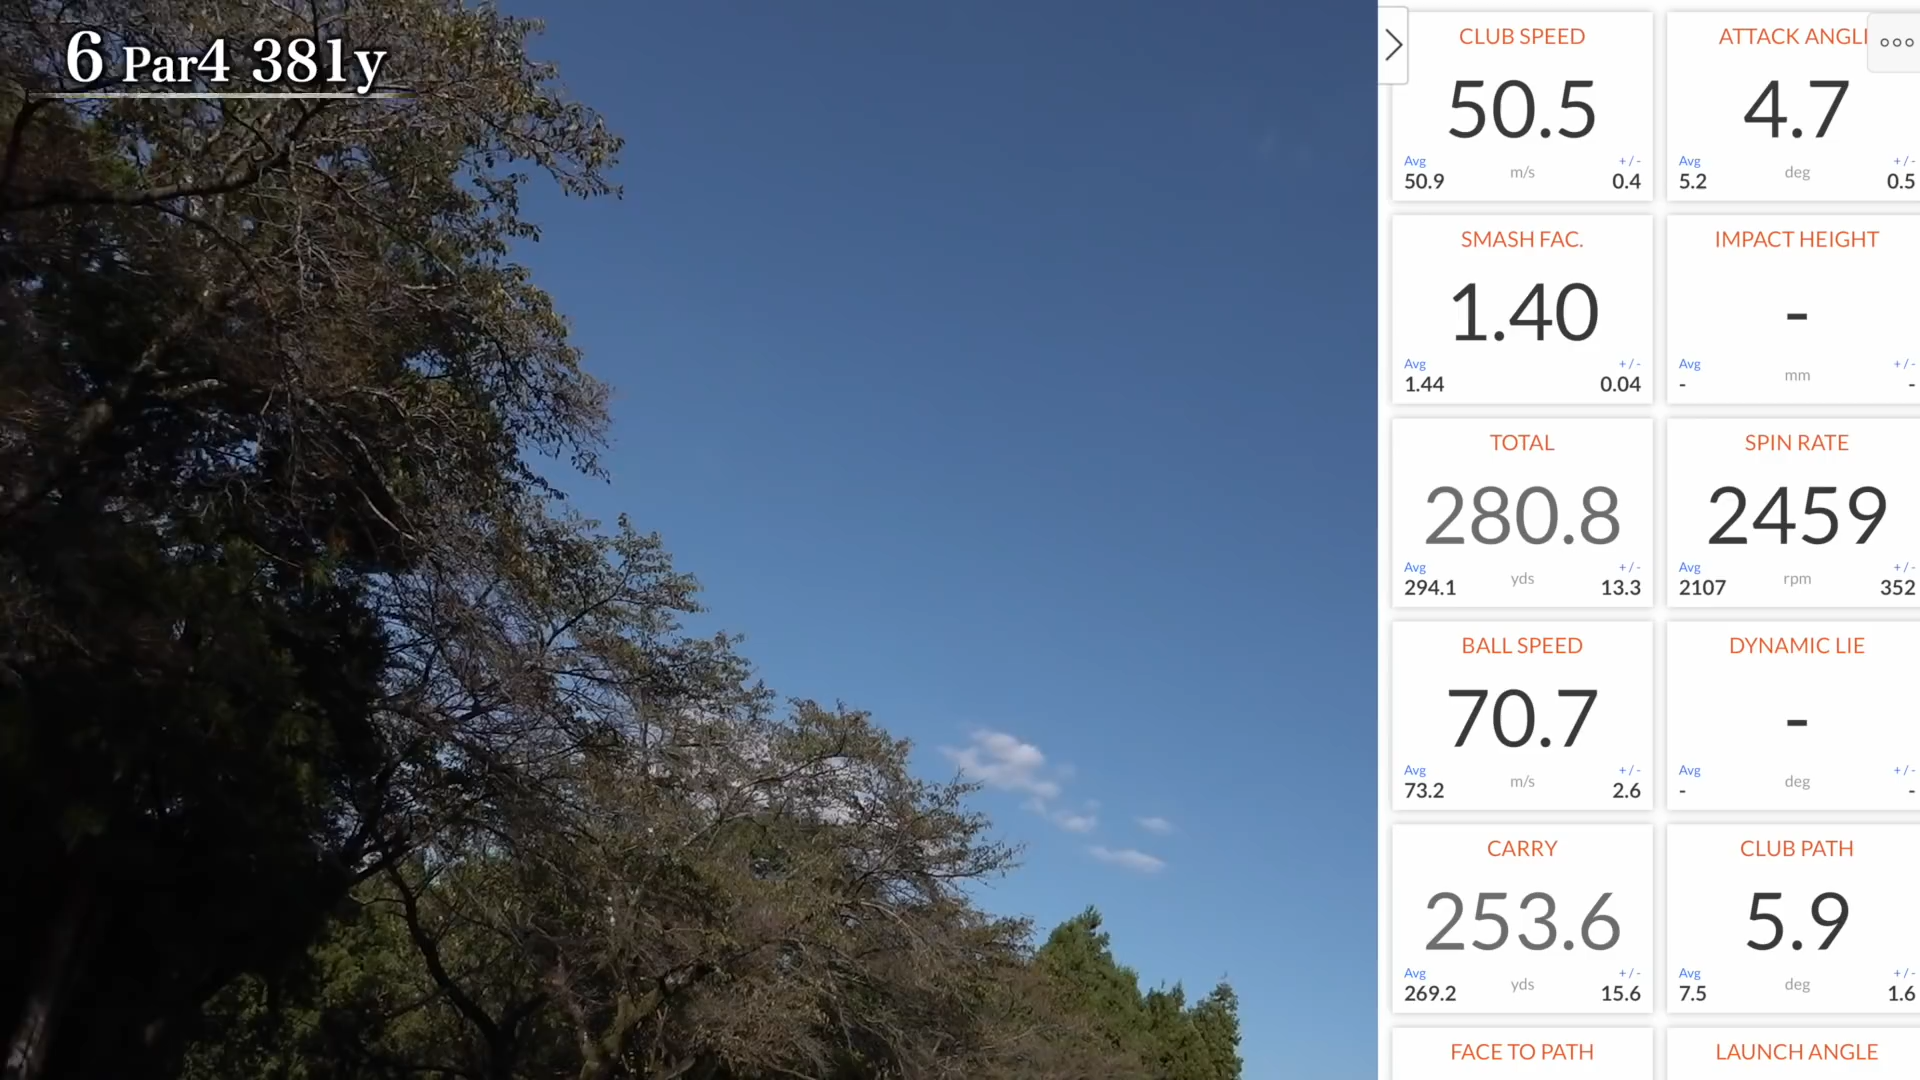 6 Par4 381y
CLUB SPEED
50.5
Avg
50.9
m/s
+/-
0.4
ATTACK ANGL
4.7
Avg
5.2
deg
+/-
0.5
SMASH FAC.
1.40
Avg
1.44
+/-
0.04
IMPACT HEIGHT
-
Avg
-
mm
+/-
-
TOTAL
280.8
Avg
294.1
yds
+/-
13.3
SPIN RATE
2459
Avg
2107
rpm
+/-
352
BALL SPEED
70.7
Avg
73.2
m/s
+/-
2.6
DYNAMIC LIE
-
Avg
-
deg
+/-
-
CARRY
253.6
Avg
269.2
yds
+/-
15.6
CLUB PATH
5.9
Avg
7.5
deg
+/-
1.6
FACE TO PATH
LAUNCH ANGLE